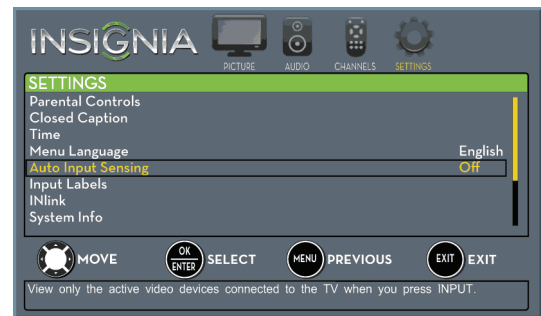 INSIGNIA
PICTURE AUDIO CHANNELS SETTINGS
SETTINGS
Parental Controls
Closed Caption
Time
Menu Language English
Auto Input Sensing Off
Input Labels
INlink
System Info
MOVE OK ENTER SELECT MENU PREVIOUS EXIT EXIT
View only the active video devices connected to the TV when you press INPUT.